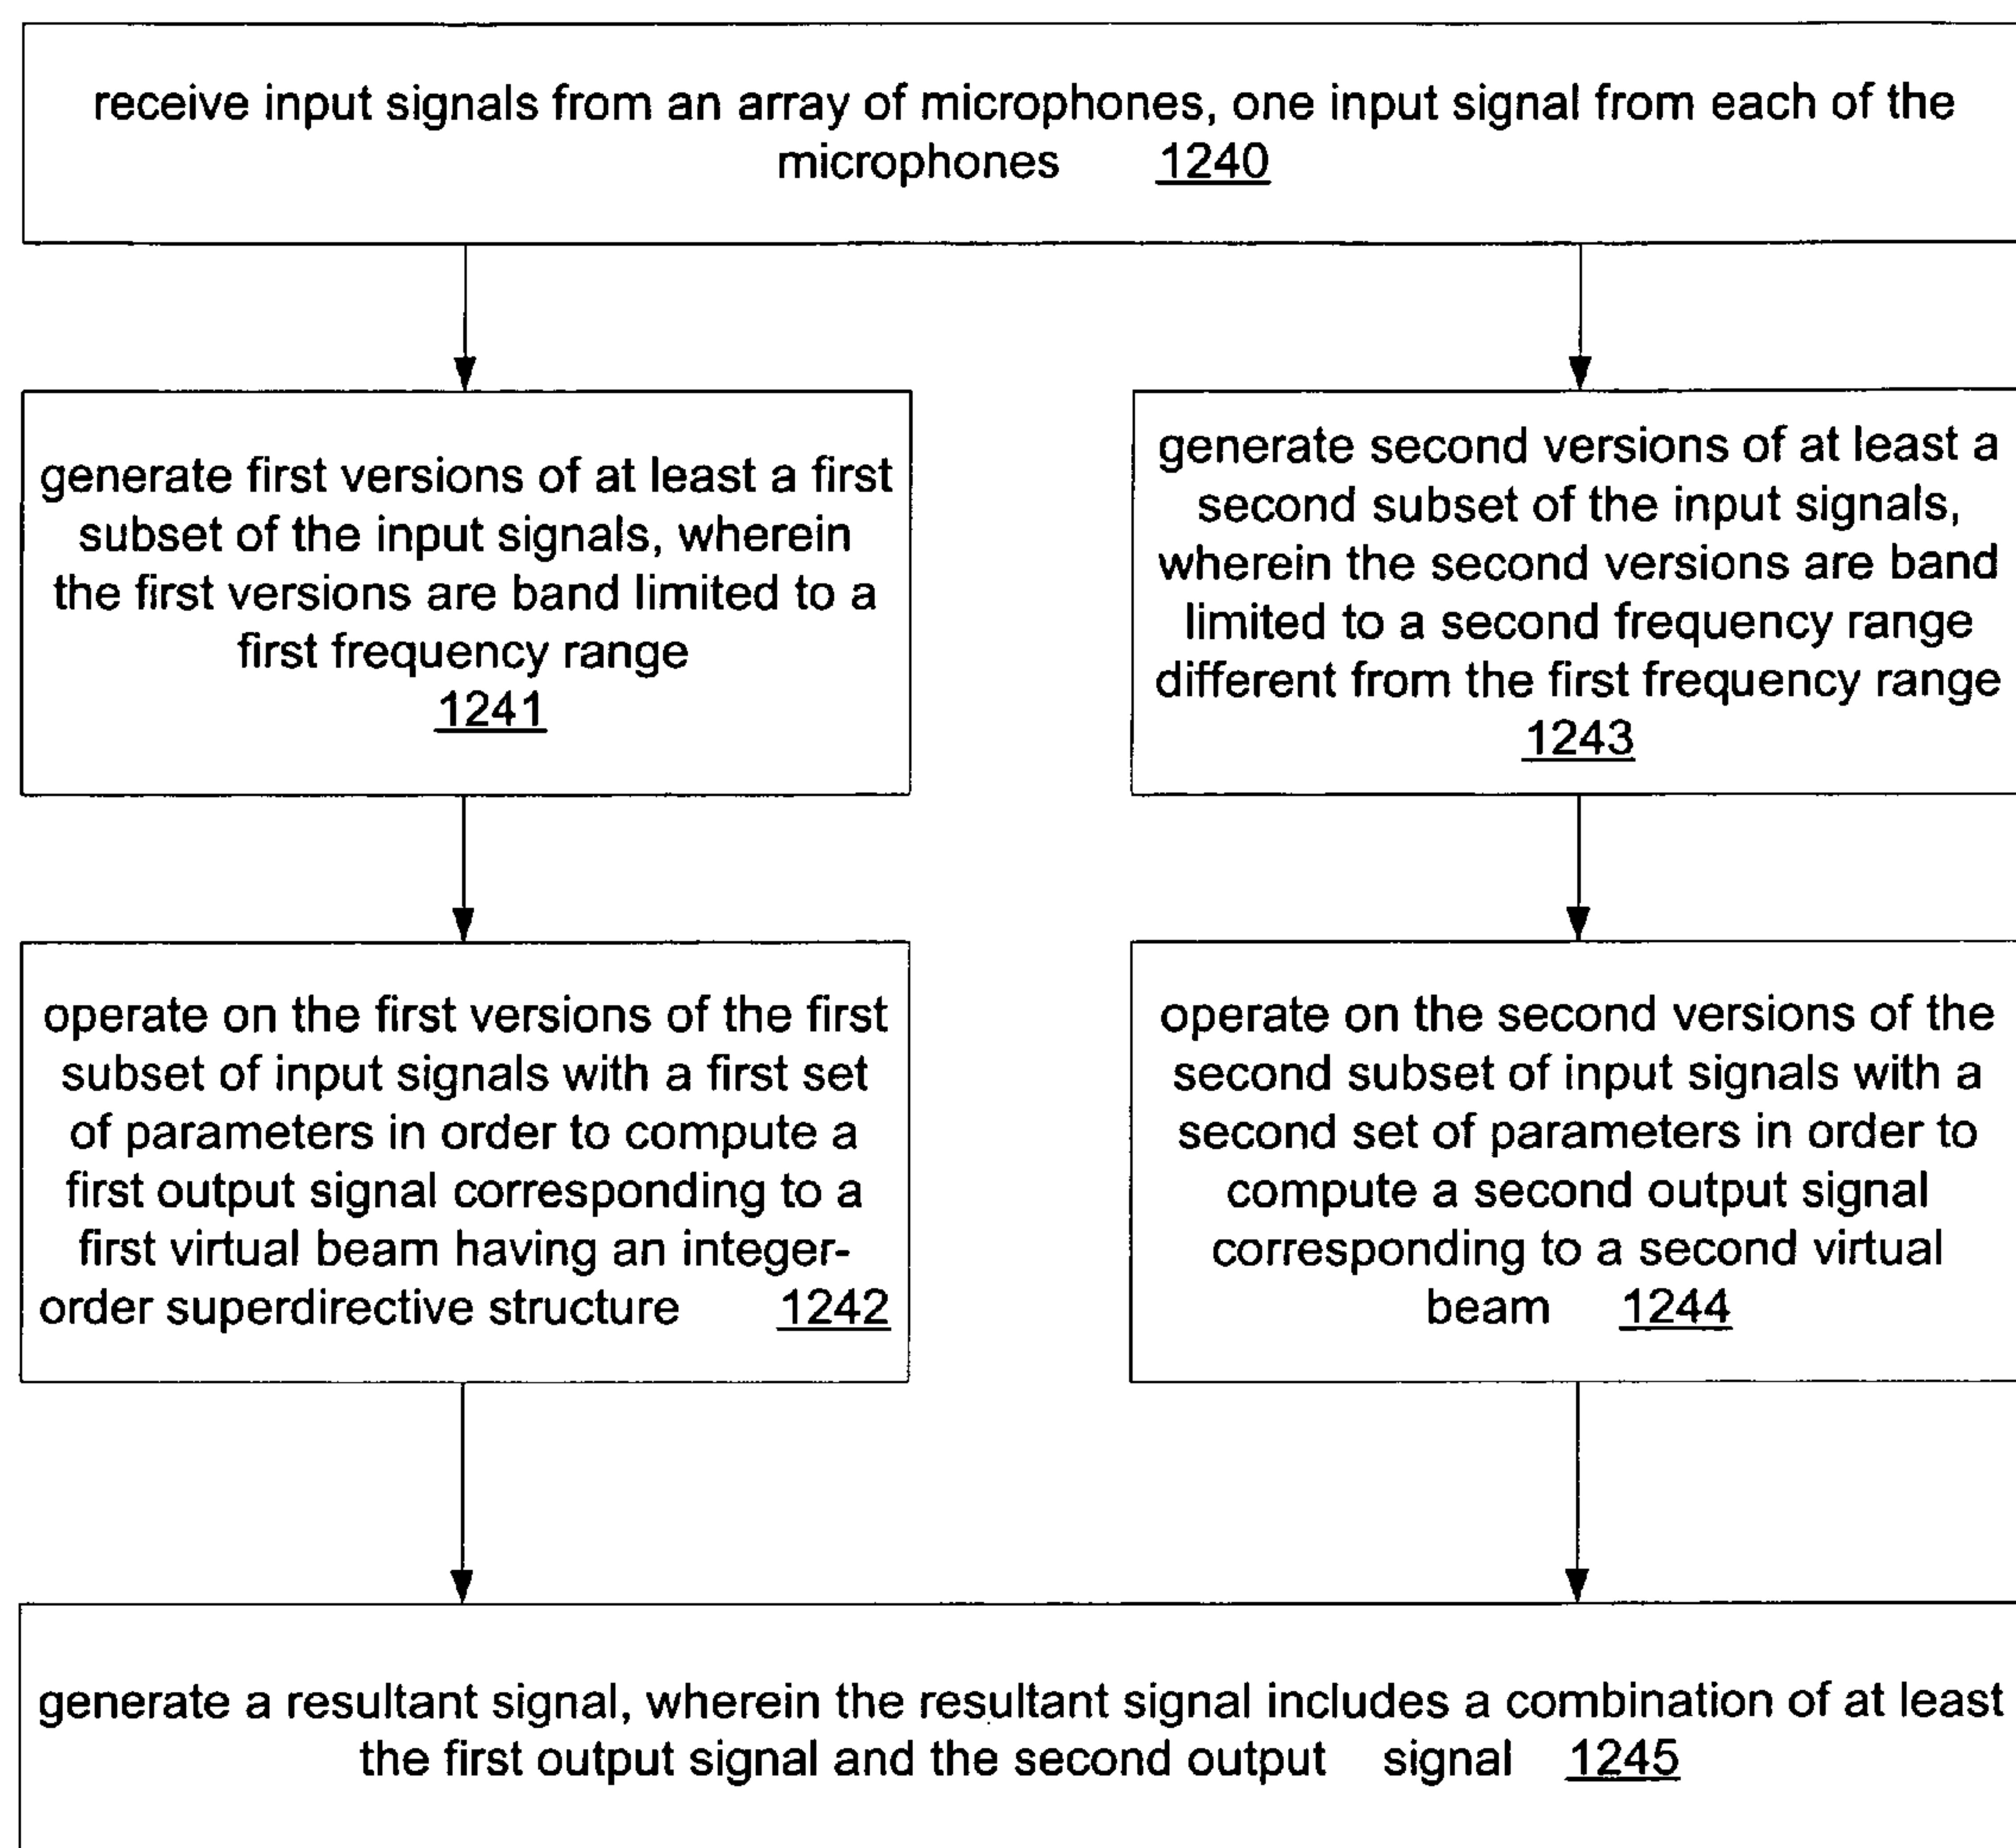 receive input signals from an array of microphones, one input signal from each of the
microphones 1240
generate first versions of at least a first
subset of the input signals, wherein
the first versions are band limited to a
first frequency range
1241
generate second versions of at least a
second subset of the input signals,
wherein the second versions are band
limited to a second frequency range
different from the first frequency range
1243
operate on the first versions of the first
subset of input signals with a first set
of parameters in order to compute a
first output signal corresponding to a
first virtual beam having an integer-
order superdirective structure 1242
operate on the second versions of the
second subset of input signals with a
second set of parameters in order to
compute a second output signal
corresponding to a second virtual
beam 1244
generate a resultant signal, wherein the resultant signal includes a combination of at least
the first output signal and the second output signal 1245